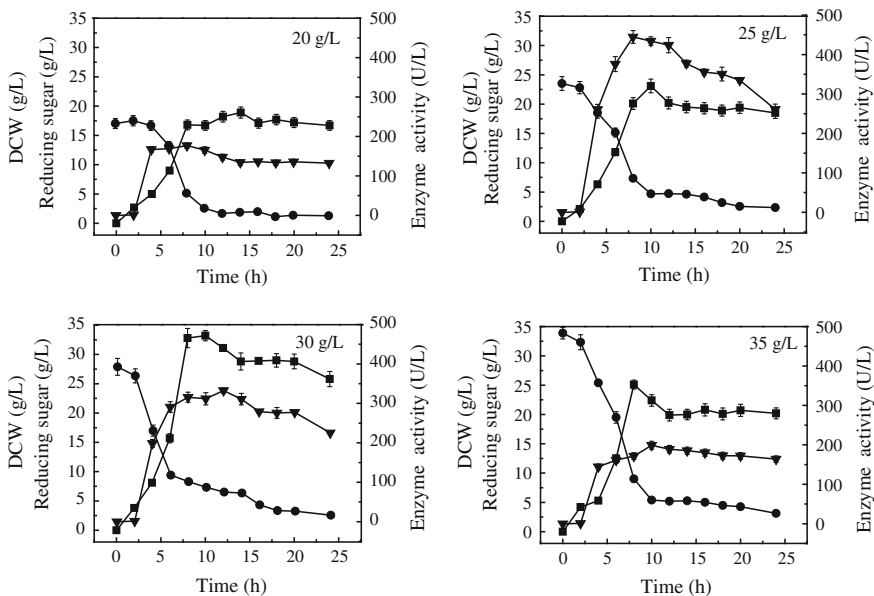 20 g/L
DCW (g/L)
Reducing sugar (g/L)
35
30
25
20
15
10
5
0
500
400
300
200
100
0
Enzyme activity (U/L)
0 5 10 15 20 25
Time (h)
25 g/L
DCW (g/L)
Reducing sugar (g/L)
35
30
25
20
15
10
5
0
500
400
300
200
100
0
Enzyme activity (U/L)
0 5 10 15 20 25
Time (h)
30 g/L
DCW (g/L)
Reducing sugar (g/L)
35
30
25
20
15
10
5
0
500
400
300
200
100
0
Enzyme activity (U/L)
0 5 10 15 20 25
Time (h)
35 g/L
DCW (g/L)
Reducing sugar (g/L)
35
30
25
20
15
10
5
0
500
400
300
200
100
0
Enzyme activity (U/L)
0 5 10 15 20 25
Time (h)